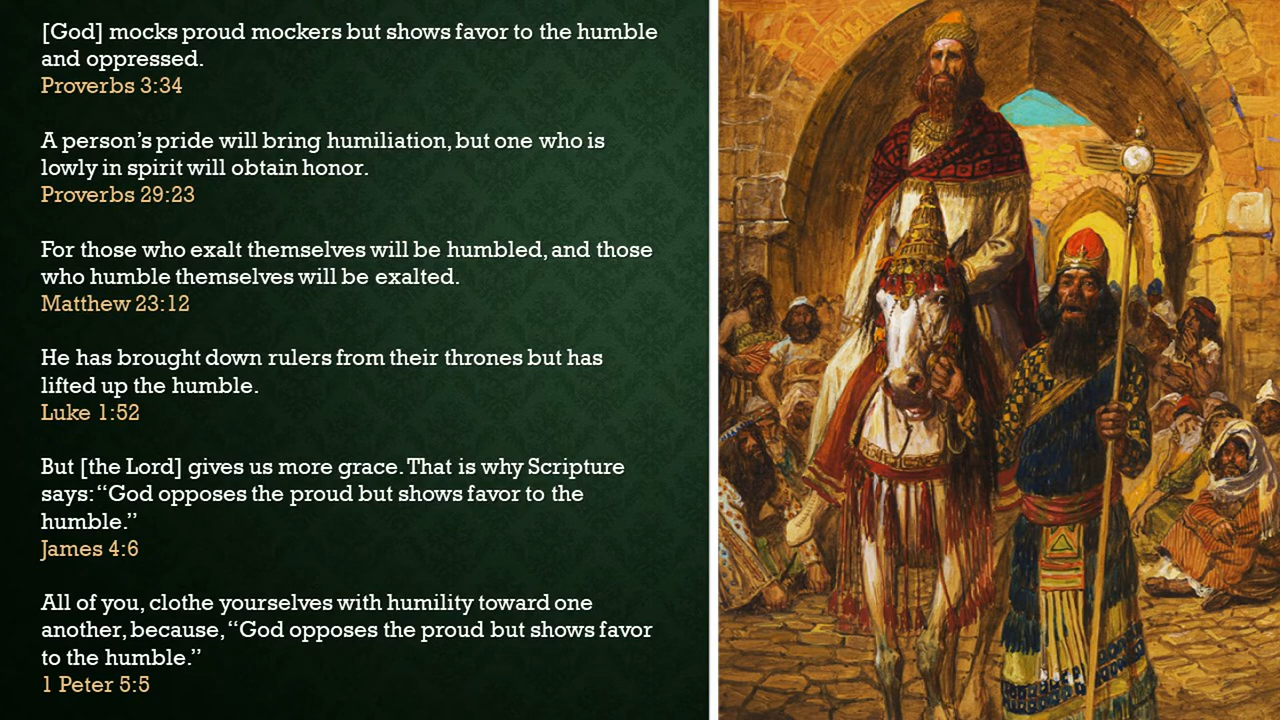 [God] mocks proud mockers but shows favor to the humble
and oppressed.
Proverbs 3:34
A person’s pride will bring humiliation, but one who is
lowly in spirit will obtain honor.
Proverbs 29:23
For those who exalt themselves will be humbled, and those
who humble themselves will be exalted.
Matthew 23:12
He has brought down rulers from their thrones but has
lifted up the humble.
Luke 1:52
But [the Lord] gives us more grace. That is why Scripture
says: “God opposes the proud but shows favor to the
humble.”
James 4:6
All of you, clothe yourselves with humility toward one
another, because, “God opposes the proud but shows favor
to the humble.”
1 Peter 5:5